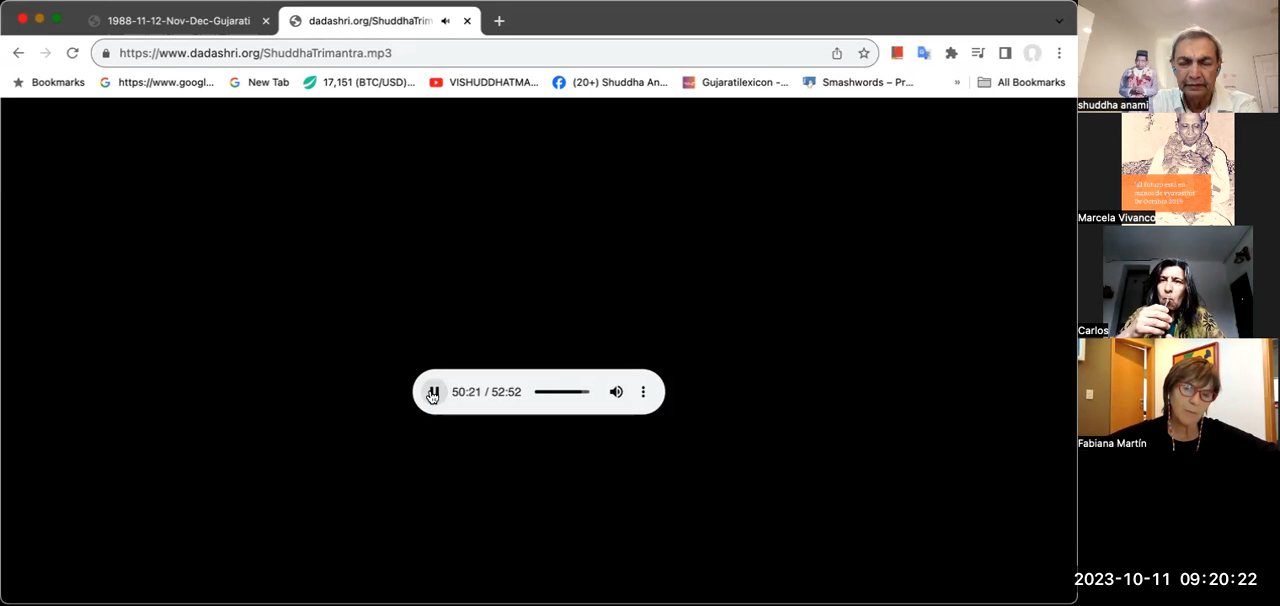 1988-11-12-Nov-Dec-Gujarati
dadashri.org/ShuddhaTrim
https://www.dadashri.org/ShuddhaTrimantra.mp3
Bookmarks
https://www.googl...
New Tab
17,151 (BTC/USD)...
VISHUDDHATMA...
(20+) Shuddha An...
Gujaratilexicon –...
Smashwords – Pr...
»
All Bookmarks
50:21 / 52:52
shuddha anami
Marcela Vivanco
Carlos
Fabiana Martín
2023-10-11 09:20:22